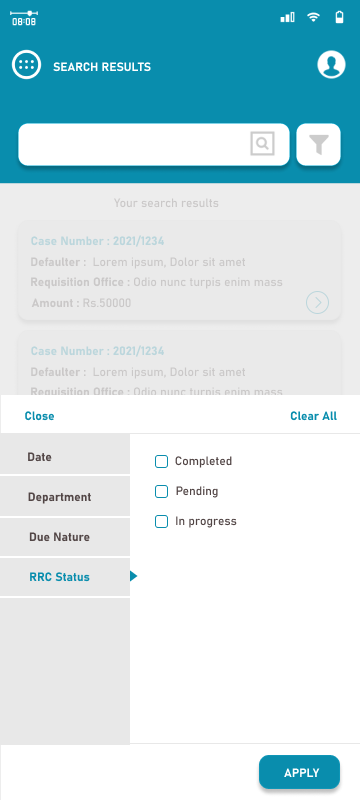 08:08
SEARCH RESULTS
Your search results
Case Number : 2021/1234
Defaulter : Lorem ipsum, Dolor sit amet
Requisition Office : Odio nunc turpis enim mass
Amount : Rs.50000
Case Number : 2021/1234
Defaulter : Lorem ipsum, Dolor sit amet
Requisition Office : Odio nunc turpis enim mass
Close
Clear All
Date
Department
Due Nature
RRC Status
Completed
Pending
In progress
APPLY